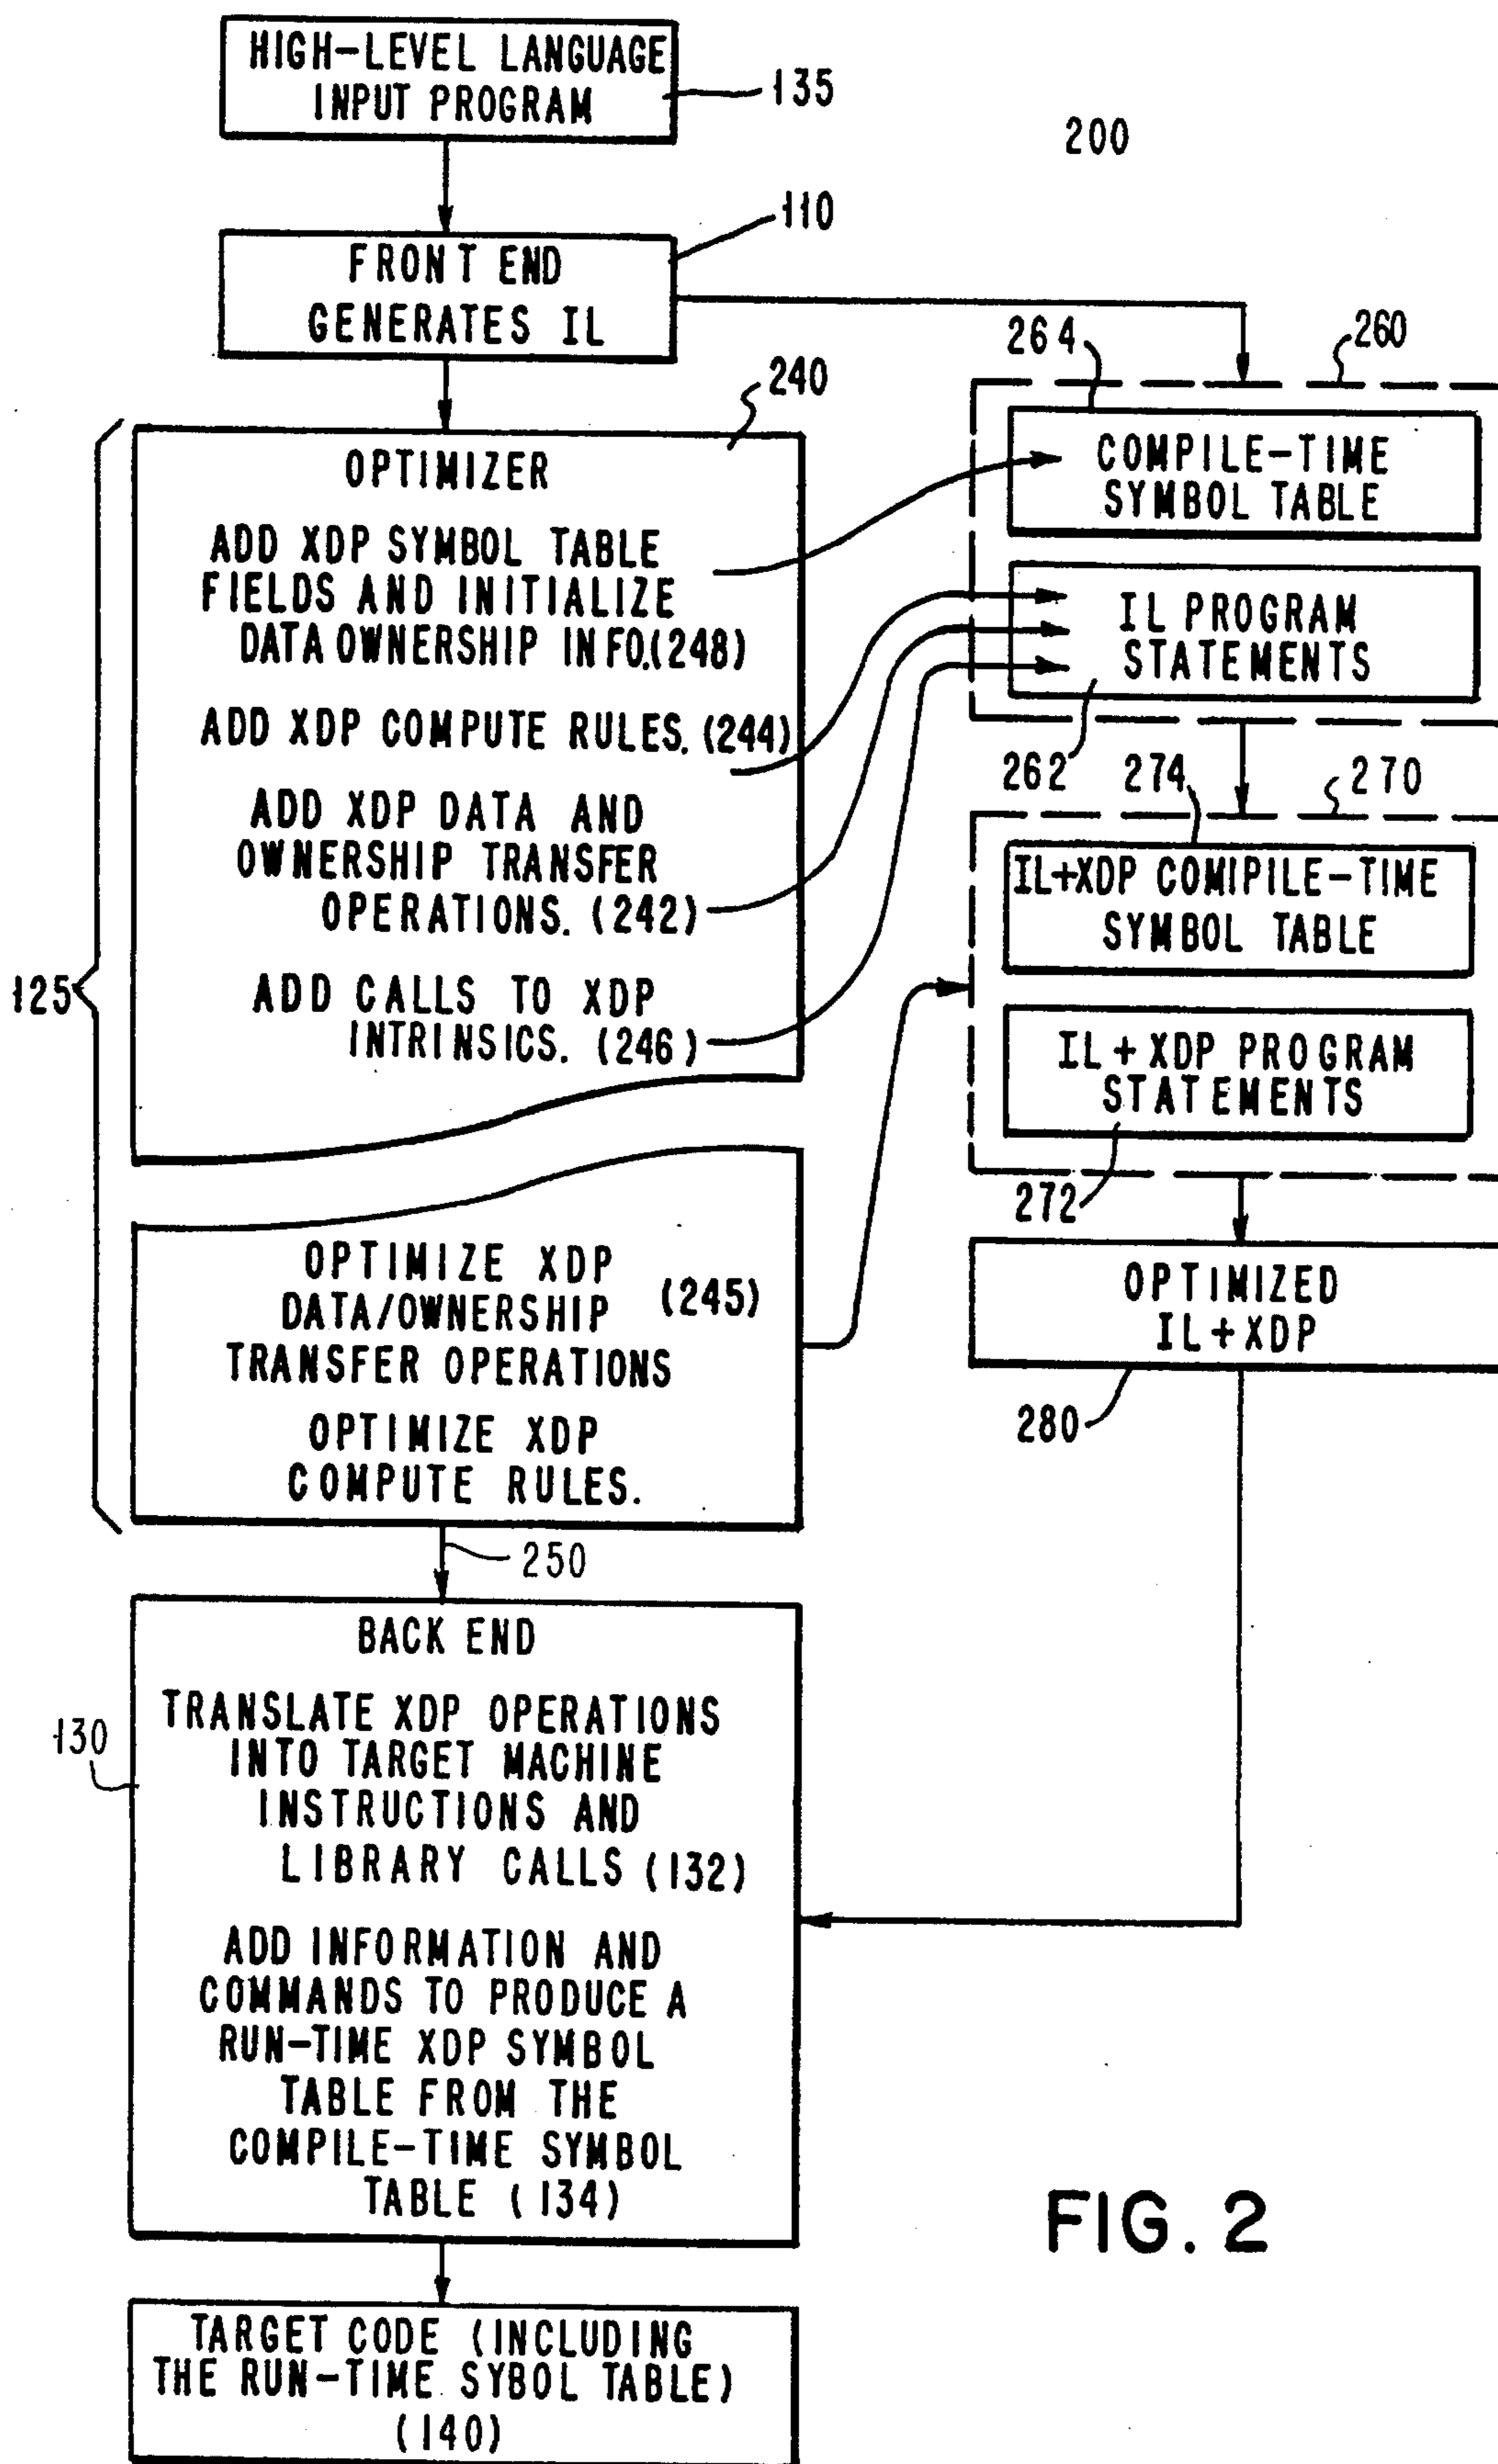 HIGH-LEVEL LANGUAGE
INPUT PROGRAM
135
200
110
FRONT END
GENERATES IL
264
260
240
OPTIMIZER
ADD XDP SYMBOL TABLE
FIELDS AND INITIALIZE
DATA OWNERSHIP INFO.(248)
ADD XDP COMPUTE RULES. (244)
ADD XDP DATA AND
OWNERSHIP TRANSFER
OPERATIONS. (242)
ADD CALLS TO XDP
INTRINSICS. (246)
125
COMPILE-TIME
SYMBOL TABLE
IL PROGRAM
STATEMENTS
262
274
270
IL+XDP COMIPILE-TIME
SYMBOL TABLE
IL+XDP PROGRAM
STATEMENTS
272
OPTIMIZE XDP
DATA/OWNERSHIP (245)
TRANSFER OPERATIONS
OPTIMIZE XDP
COMPUTE RULES.
OPTIMIZED
IL+XDP
280
250
BACK END
TRANSLATE XDP OPERATIONS
INTO TARGET MACHINE
INSTRUCTIONS AND
LIBRARY CALLS (132)
130
ADD INFORMATION AND
COMMANDS TO PRODUCE A
RUN-TIME XDP SYMBOL
TABLE FROM THE
COMPILE-TIME SYMBOL
TABLE (134)
TARGET CODE (INCLUDING
THE RUN-TIME SYBOL TABLE)
(140)
FIG. 2